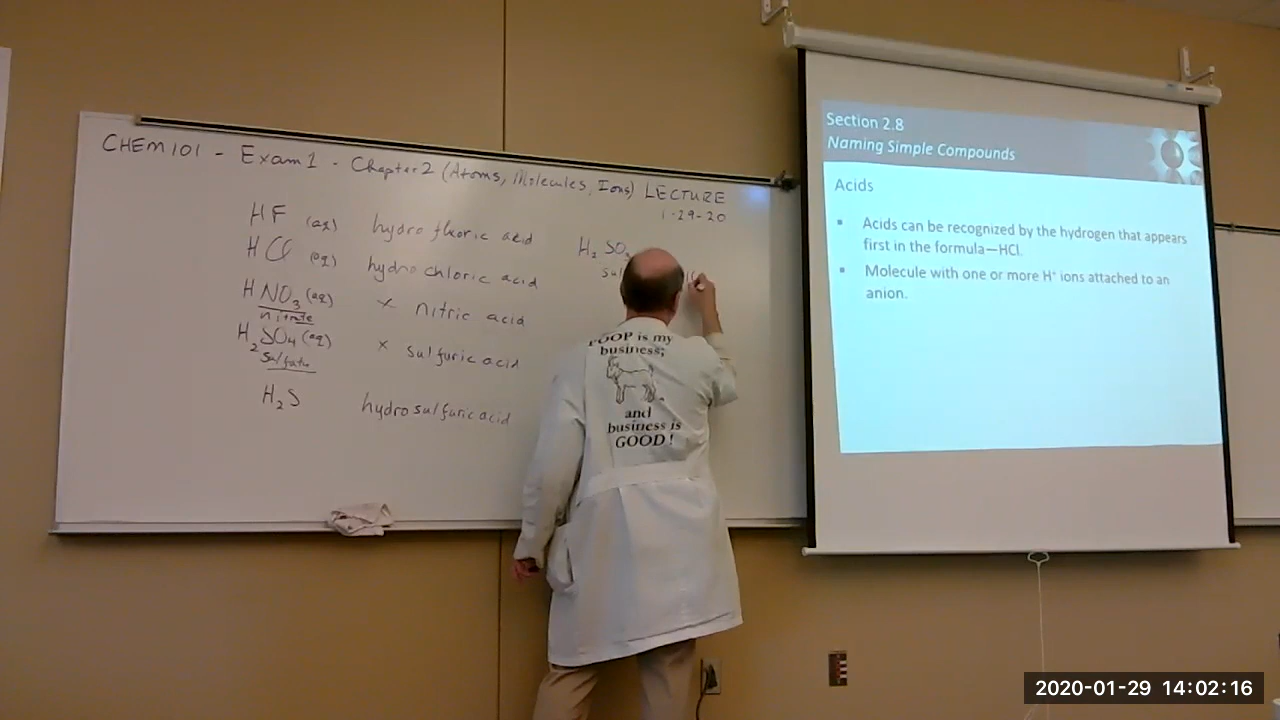 CHEM 101 - Exam 1 - Chapter 2 (Atoms, Molecules, Ions) LECTURE
1-29-20
HF (aq) hydrofluoric acid
HCl (aq) hydrochloric acid
HNO3 (aq) × nitric acid
nitrate
H2SO4 (aq) × sulfuric acid
sulfate
H2S hydrosulfuric acid
H2SO
POOP is my
business;
and
business is
GOOD!
Section 2.8
Naming Simple Compounds
Acids
▪ Acids can be recognized by the hydrogen that appears
first in the formula—HCl.
▪ Molecule with one or more H+ ions attached to an
anion.
2020-01-29 14:02:16